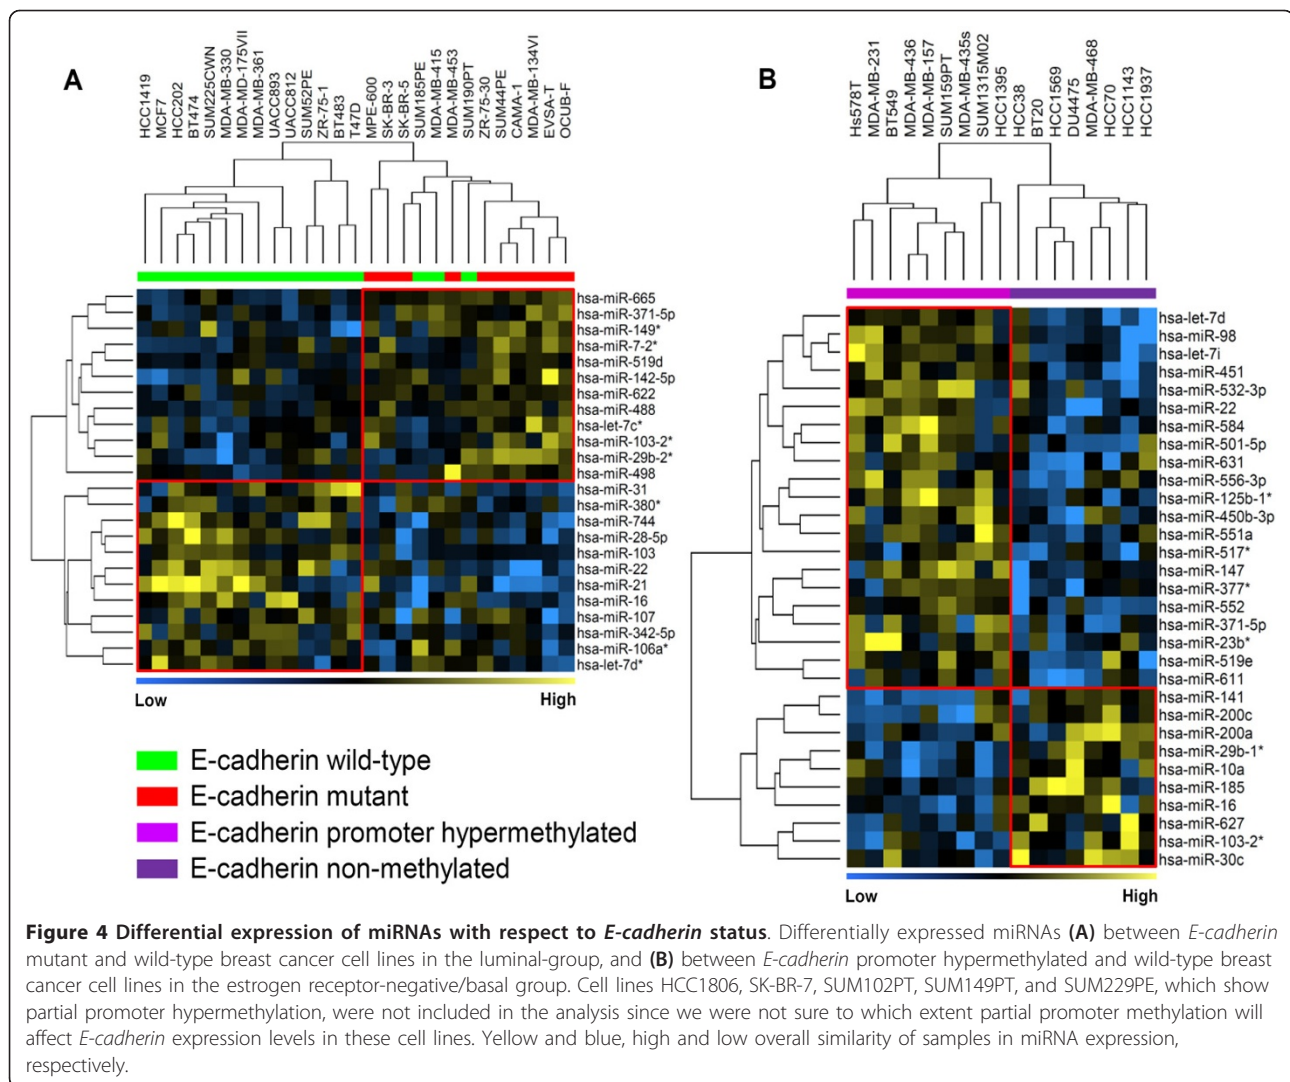 A
HCC1419
MCF7
HCC202
BT474
SUM225CWN
MDA-MB-330
MDA-MD-175VII
MDA-MB-361
UACC893
UACC812
SUM52PE
ZR-75-1
BT483
T47D
MPE-600
SK-BR-3
SK-BR-5
SUM185PE
MDA-MB-415
MDA-MB-453
SUM190PT
ZR-75-30
SUM44PE
CAMA-1
MDA-MB-134VI
EVSA-T
OCUB-F
hsa-miR-665
hsa-miR-371-5p
hsa-miR-149*
hsa-miR-7-2*
hsa-miR-519d
hsa-miR-142-5p
hsa-miR-622
hsa-miR-488
hsa-let-7c*
hsa-miR-103-2*
hsa-miR-29b-2*
hsa-miR-498
hsa-miR-31
hsa-miR-380*
hsa-miR-744
hsa-miR-28-5p
hsa-miR-103
hsa-miR-22
hsa-miR-21
hsa-miR-16
hsa-miR-107
hsa-miR-342-5p
hsa-miR-106a*
hsa-let-7d*
Low High
E-cadherin wild-type
E-cadherin mutant
E-cadherin promoter hypermethylated
E-cadherin non-methylated
B
Hs578T
MDA-MB-231
BT549
MDA-MB-436
MDA-MB-157
SUM159PT
MDA-MB-435s
SUM1315M02
HCC1395
HCC38
BT20
HCC1569
DU4475
MDA-MB-468
HCC70
HCC1143
HCC1937
hsa-let-7d
hsa-miR-98
hsa-let-7i
hsa-miR-451
hsa-miR-532-3p
hsa-miR-22
hsa-miR-584
hsa-miR-501-5p
hsa-miR-631
hsa-miR-556-3p
hsa-miR-125b-1*
hsa-miR-450b-3p
hsa-miR-551a
hsa-miR-517*
hsa-miR-147
hsa-miR-377*
hsa-miR-552
hsa-miR-371-5p
hsa-miR-23b*
hsa-miR-519e
hsa-miR-611
hsa-miR-141
hsa-miR-200c
hsa-miR-200a
hsa-miR-29b-1*
hsa-miR-10a
hsa-miR-185
hsa-miR-16
hsa-miR-627
hsa-miR-103-2*
hsa-miR-30c
Low High
Figure 4 Differential expression of miRNAs with respect to E-cadherin status. Differentially expressed miRNAs (A) between E-cadherin
mutant and wild-type breast cancer cell lines in the luminal-group, and (B) between E-cadherin promoter hypermethylated and wild-type breast
cancer cell lines in the estrogen receptor-negative/basal group. Cell lines HCC1806, SK-BR-7, SUM102PT, SUM149PT, and SUM229PE, which show
partial promoter hypermethylation, were not included in the analysis since we were not sure to which extent partial promoter methylation will
affect E-cadherin expression levels in these cell lines. Yellow and blue, high and low overall similarity of samples in miRNA expression,
respectively.